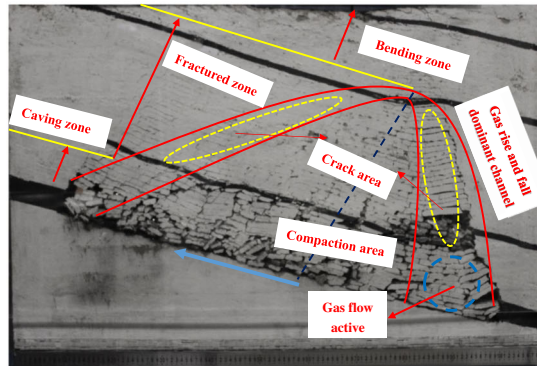 Bending zone
Fractured zone
Caving zone
Gas rise and fall
dominant channel
Crack area
Compaction area
Gas flow
active